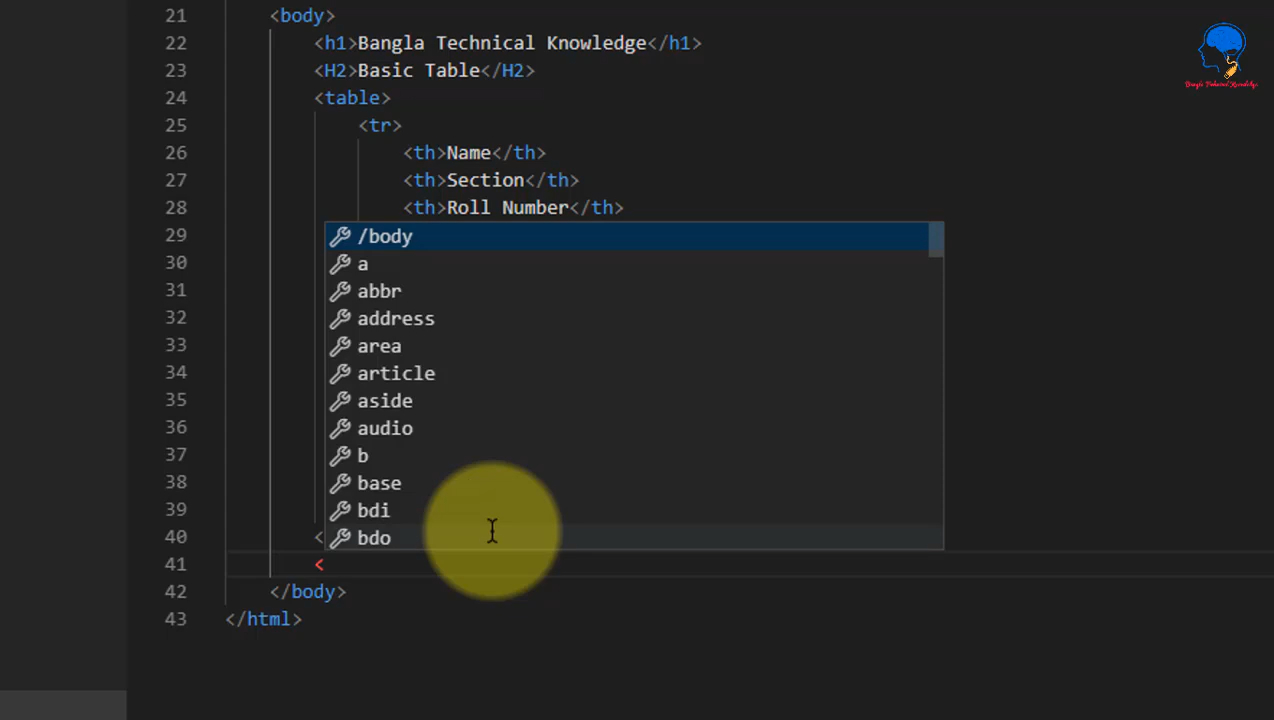 21 <body>
22 <h1>Bangla Technical Knowledge</h1>
23 <H2>Basic Table</H2>
24 <table>
25 <tr>
26 <th>Name</th>
27 <th>Section</th>
28 <th>Roll Number</th>
29 /body
30 a
31 abbr
32 address
33 area
34 article
35 aside
36 audio
37 b
38 base
39 bdi
40 < bdo
41 <
42 </body>
43 </html>
Bangla Technical Knowledge